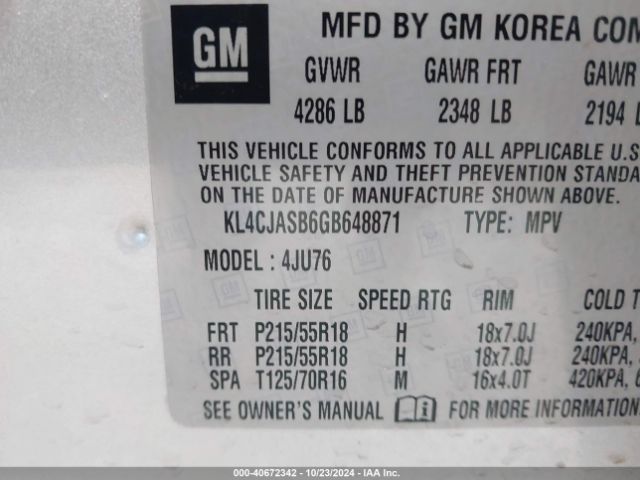 GM
MFD BY GM KOREA COM
GVWR GAWR FRT GAWR
4286 LB 2348 LB 2194
THIS VEHICLE CONFORMS TO ALL APPLICABLE U.S
VEHICLE SAFETY AND THEFT PREVENTION STANDA
ON THE DATE OF MANUFACTURE SHOWN ABOVE.
KL4CJASB6GB648871 TYPE: MPV
MODEL : 4JU76
TIRE SIZE SPEED RTG RIM COLD T
FRT P215/55R18 H 18x7.0J 240KPA,
RR P215/55R18 H 18x7.0J 240KPA,
SPA T125/70R16 M 16x4.0T 420KPA, 6
SEE OWNER'S MANUAL i FOR MORE INFORMATION
000-40672342 / 10/23/2024 - IAA Inc.